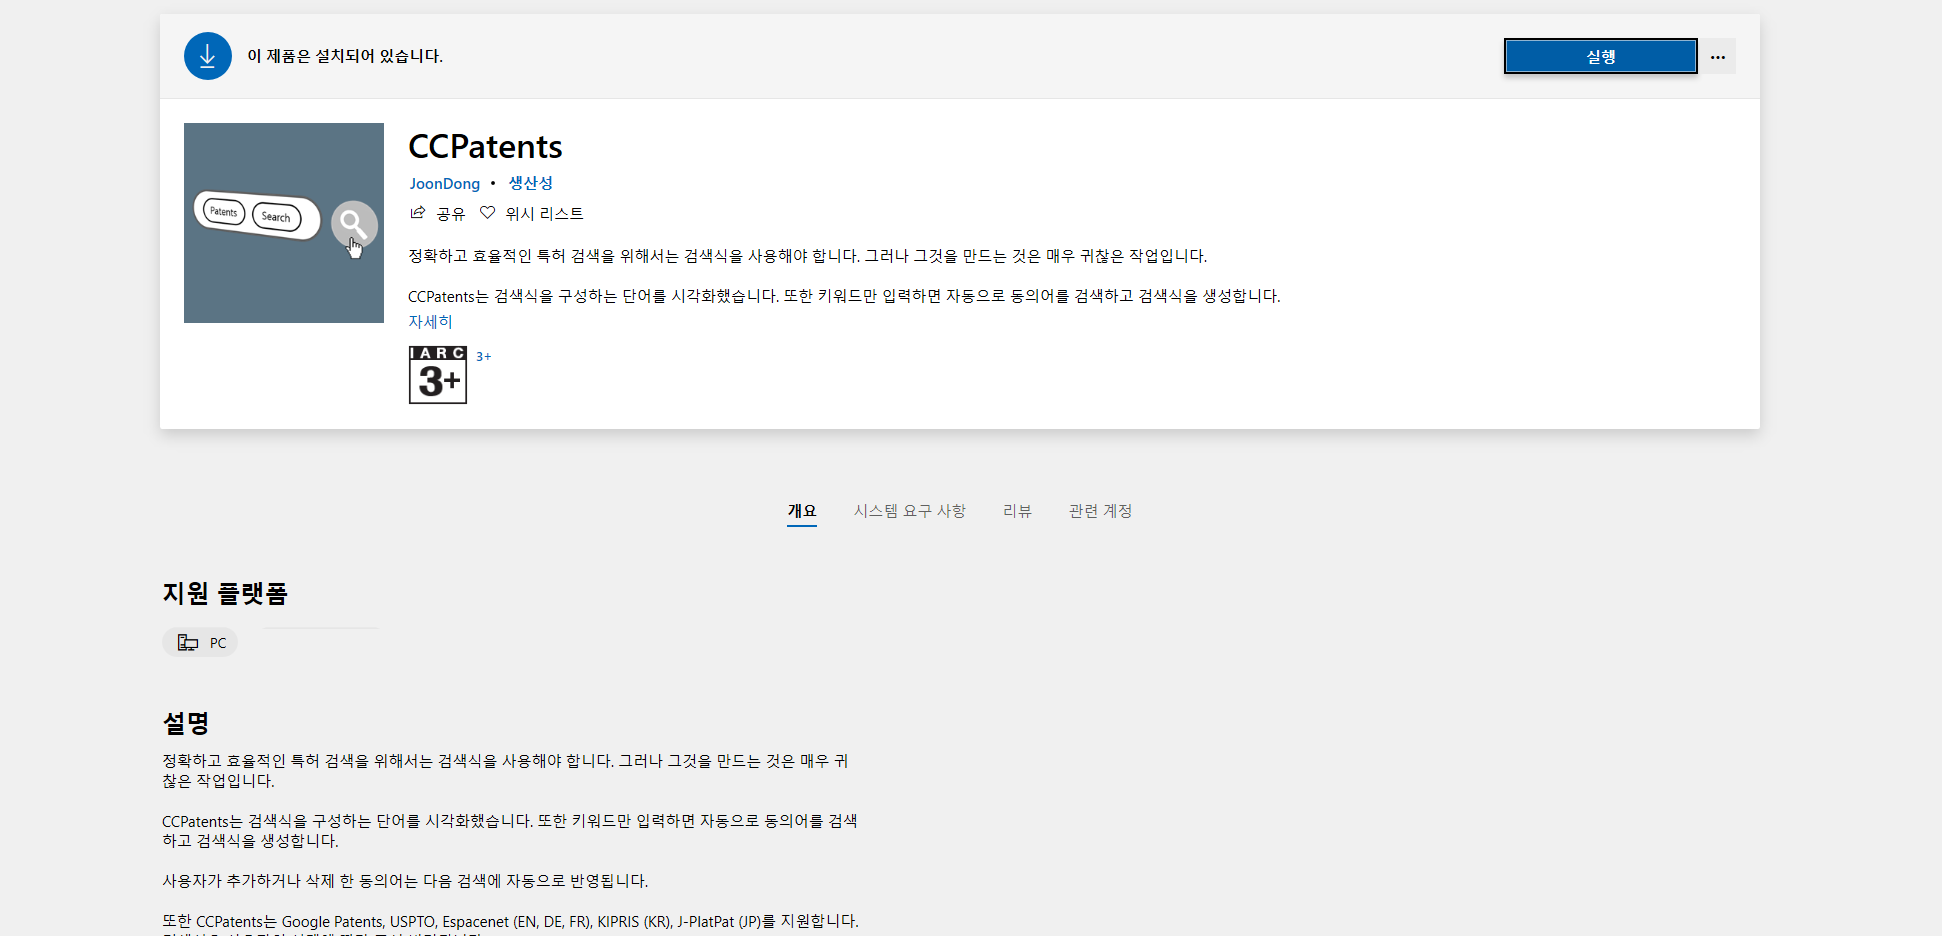 이 제품은 설치되어 있습니다.
실행
Patents
Search
CCPatents
JoonDong • 생산성
공유 위시 리스트
정확하고 효율적인 특허 검색을 위해서는 검색식을 사용해야 합니다. 그러나 그것을 만드는 것은 매우 귀찮은 작업입니다.
CCPatents는 검색식을 구성하는 단어를 시각화했습니다. 또한 키워드만 입력하면 자동으로 동의어를 검색하고 검색식을 생성합니다.
자세히
IARC
3+
3+
개요 시스템 요구 사항 리뷰 관련 계정
지원 플랫폼
PC
설명
정확하고 효율적인 특허 검색을 위해서는 검색식을 사용해야 합니다. 그러나 그것을 만드는 것은 매우 귀
찮은 작업입니다.
CCPatents는 검색식을 구성하는 단어를 시각화했습니다. 또한 키워드만 입력하면 자동으로 동의어를 검색
하고 검색식을 생성합니다.
사용자가 추가하거나 삭제 한 동의어는 다음 검색에 자동으로 반영됩니다.
또한 CCPatents는 Google Patents, USPTO, Espacenet (EN, DE, FR), KIPRIS (KR), J-PlatPat (JP)를 지원합니다.